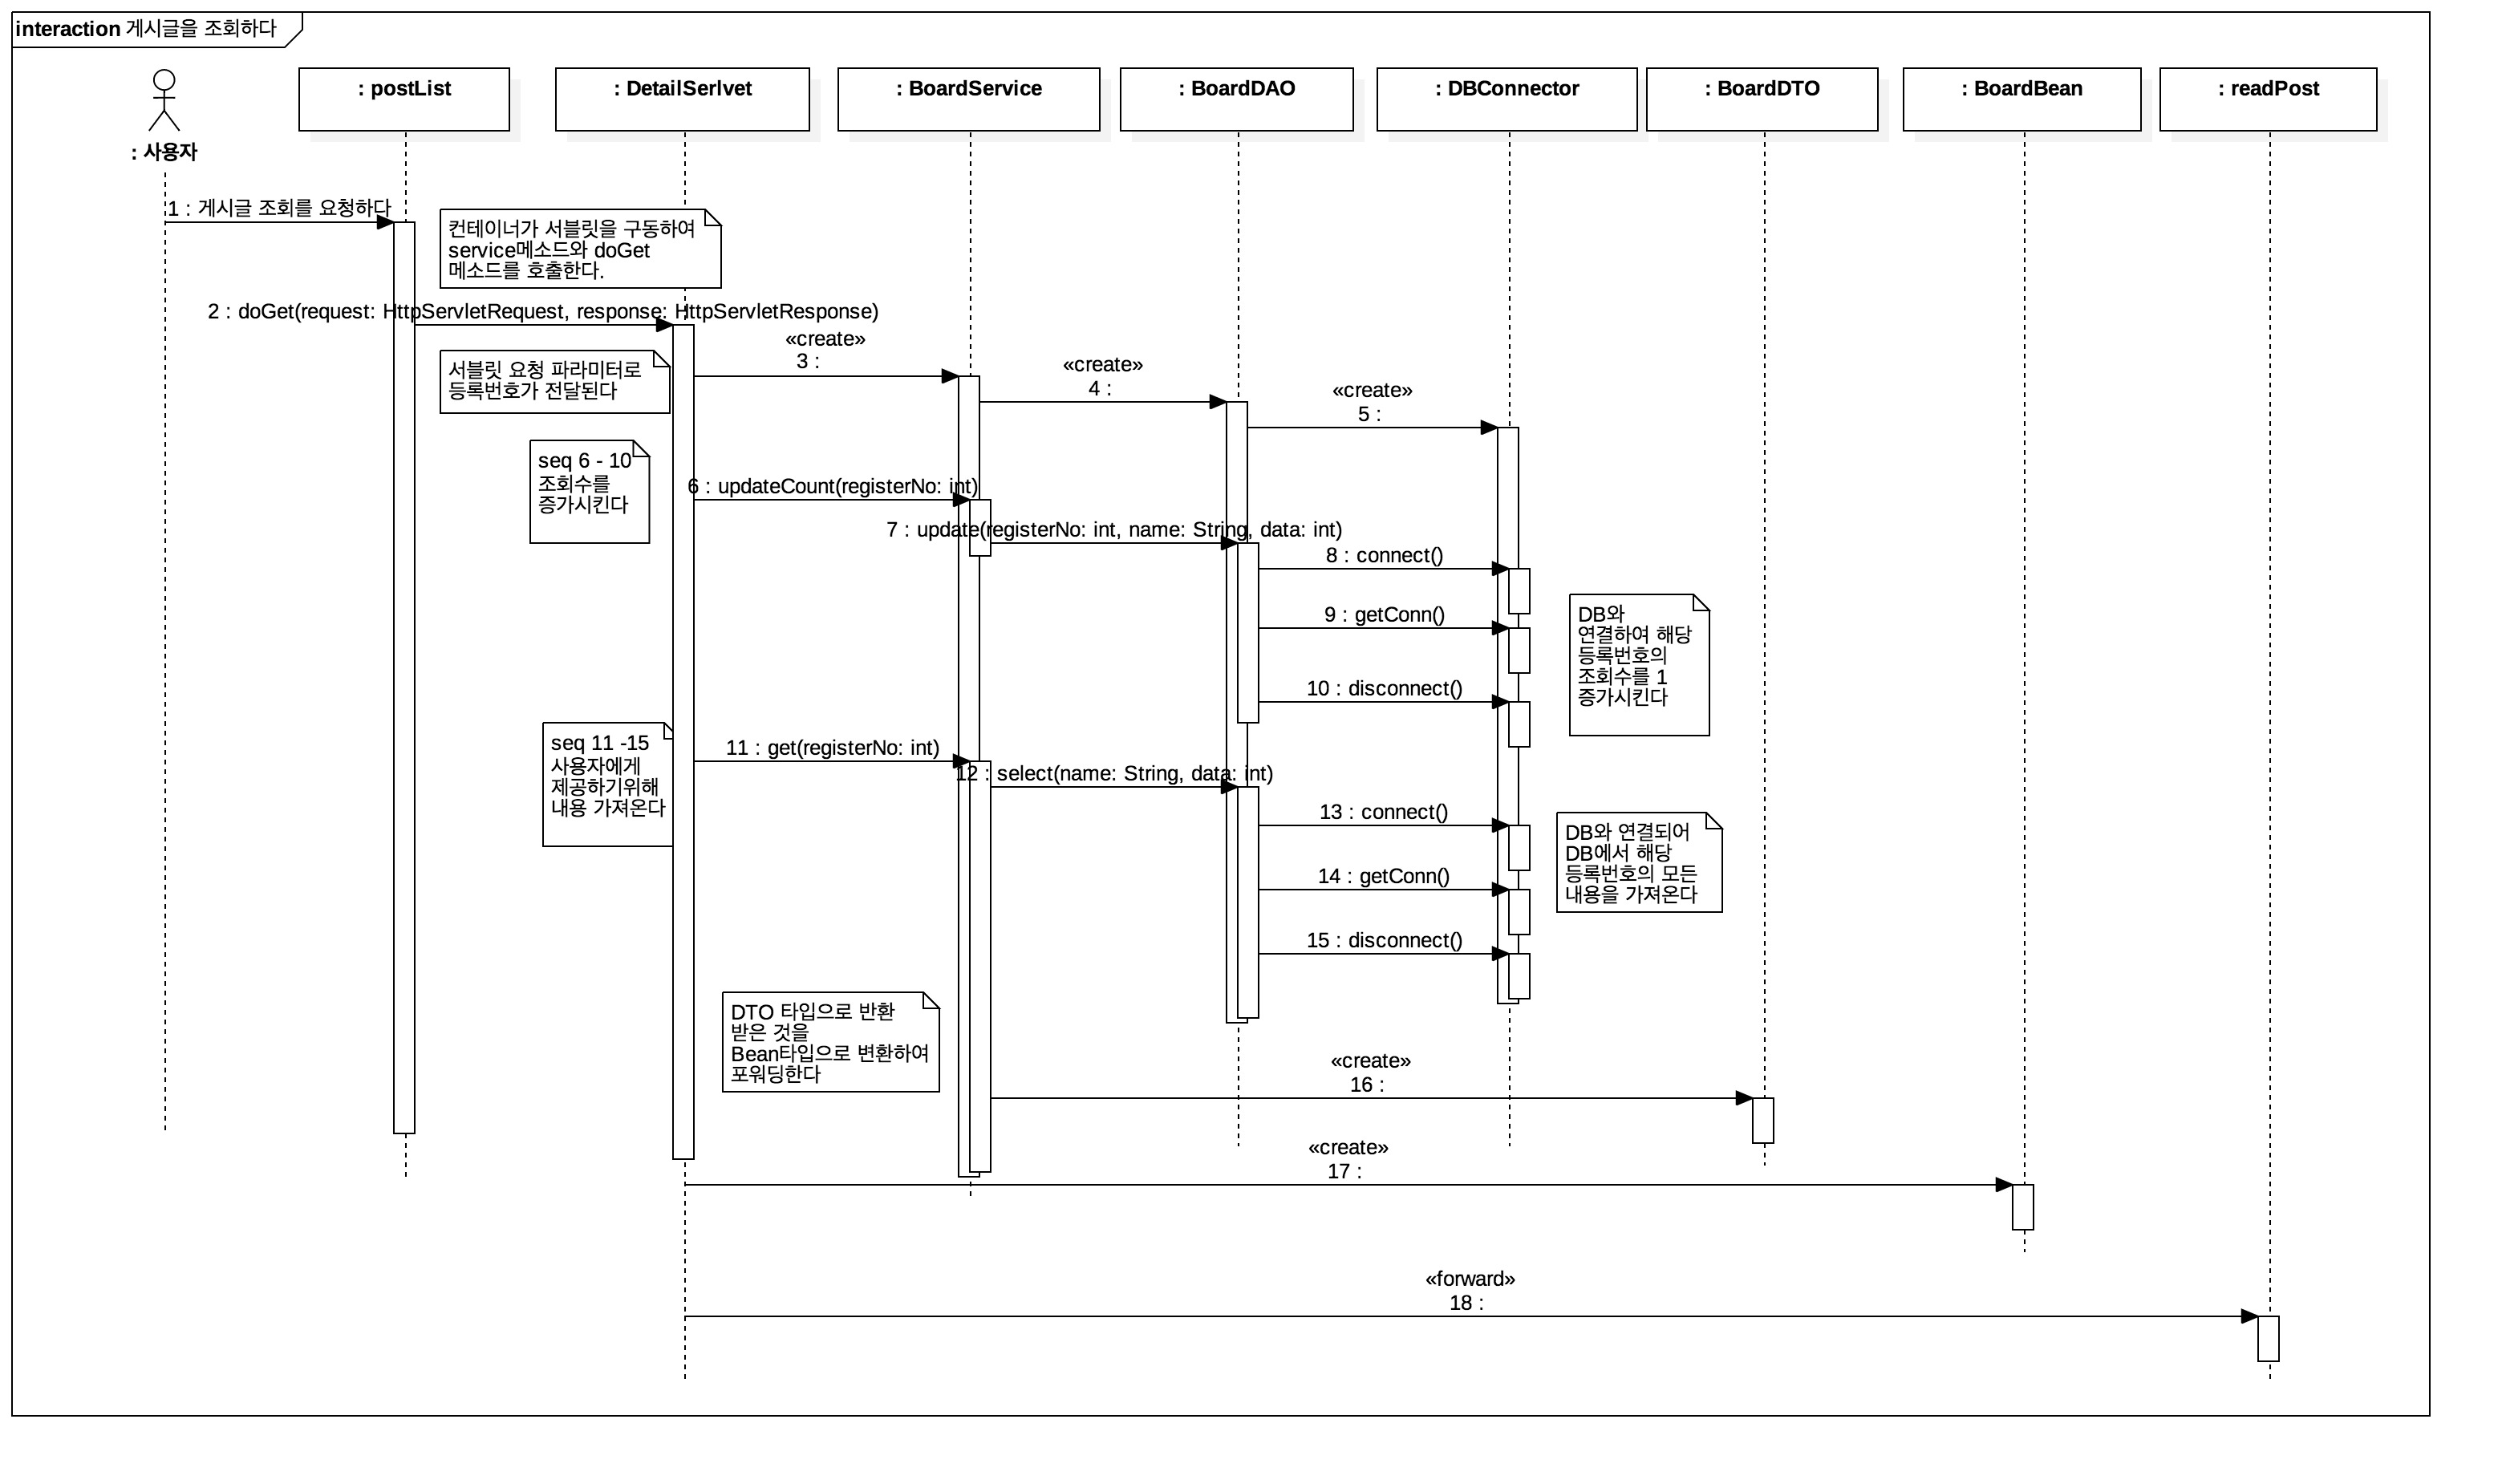 interaction 게시글을 조회하다
: 사용자
: postList
: DetailSerlvet
: BoardService
: BoardDAO
: DBConnector
: BoardDTO
: BoardBean
: readPost
1 : 게시글 조회를 요청하다
컨테이너가 서블릿을 구동하여
service메소드와 doGet
메소드를 호출한다.
2 : doGet(request: HttpServletRequest, response: HttpServletResponse)
«create»
3 :
서블릿 요청 파라미터로
등록번호가 전달된다
«create»
4 :
«create»
5 :
seq 6 - 10
조회수를
증가시킨다
6 : updateCount(registerNo: int)
7 : update(registerNo: int, name: String, data: int)
8 : connect()
9 : getConn()
10 : disconnect()
DB와
연결하여 해당
등록번호의
조회수를 1
증가시킨다
seq 11 -15
사용자에게
제공하기위해
내용 가져온다
11 : get(registerNo: int)
12 : select(name: String, data: int)
13 : connect()
14 : getConn()
15 : disconnect()
DB와 연결되어
DB에서 해당
등록번호의 모든
내용을 가져온다
DTO 타입으로 반환
받은 것을
Bean타입으로 변환하여
포워딩한다
«create»
16 :
«create»
17 :
«forward»
18 :